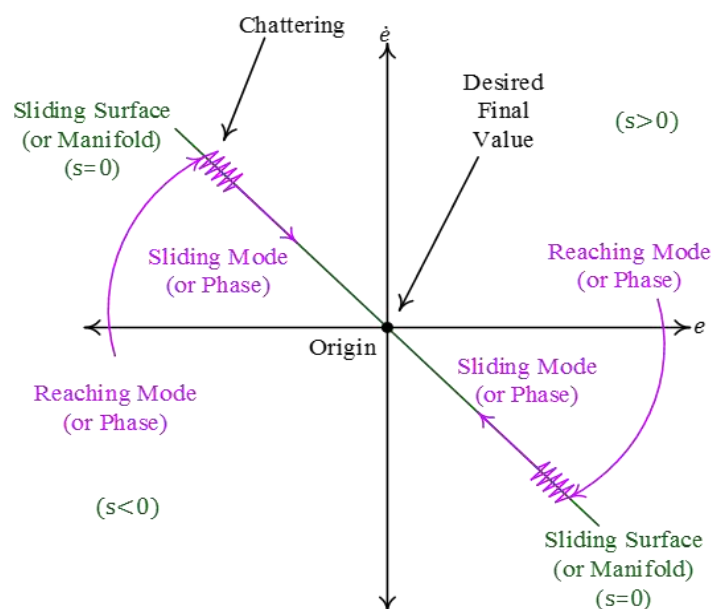 Chattering
ė
Desired
Final
Value
Sliding Surface
(or Manifold)
(s=0)
(s>0)
Sliding Mode
(or Phase)
Reaching Mode
(or Phase)
e
Origin
Reaching Mode
(or Phase)
Sliding Mode
(or Phase)
(s<0)
Sliding Surface
(or Manifold)
(s=0)